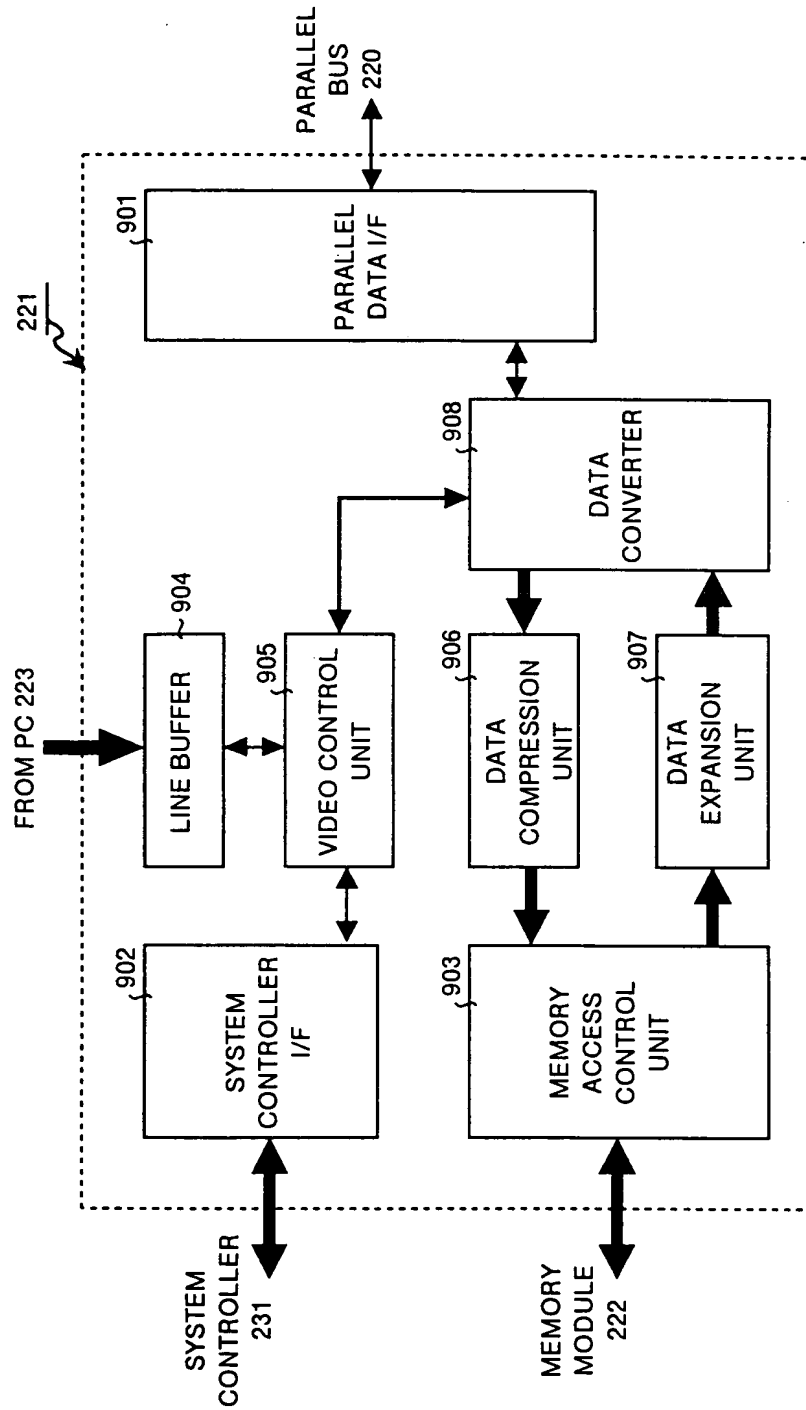 FROM PC 223
221
SYSTEM
CONTROLLER
231
902
SYSTEM
CONTROLLER
I/F
LINE BUFFER
904
905
VIDEO CONTROL
UNIT
901
PARALLEL
DATA I/F
PARALLEL
BUS
220
MEMORY
MODULE
222
903
MEMORY
ACCESS
CONTROL
UNIT
906
DATA
COMPRESSION
UNIT
907
DATA
EXPANSION
UNIT
908
DATA
CONVERTER